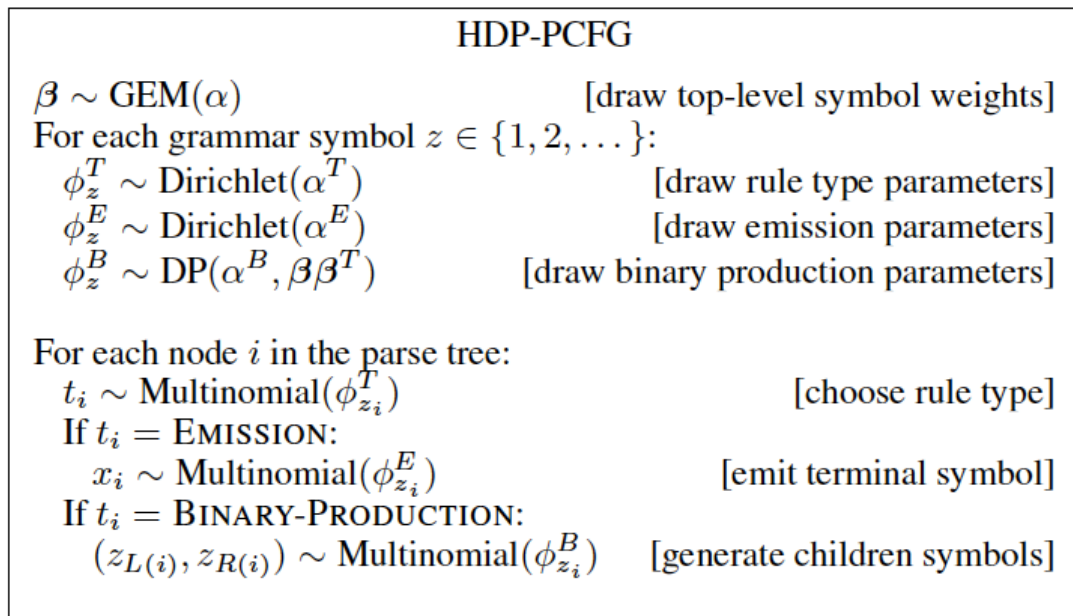 HDP-PCFG
β ∼ GEM(α) [draw top-level symbol weights]
For each grammar symbol z ∈ {1, 2, . . . }:
ϕ_z^T ∼ Dirichlet(α^T) [draw rule type parameters]
ϕ_z^E ∼ Dirichlet(α^E) [draw emission parameters]
ϕ_z^B ∼ DP(α^B, ββ^T) [draw binary production parameters]
For each node i in the parse tree:
t_i ∼ Multinomial(ϕ_{z_i}^T) [choose rule type]
If t_i = EMISSION:
x_i ∼ Multinomial(ϕ_{z_i}^E) [emit terminal symbol]
If t_i = BINARY-PRODUCTION:
(z_{L(i)}, z_{R(i)}) ∼ Multinomial(ϕ_{z_i}^B) [generate children symbols]